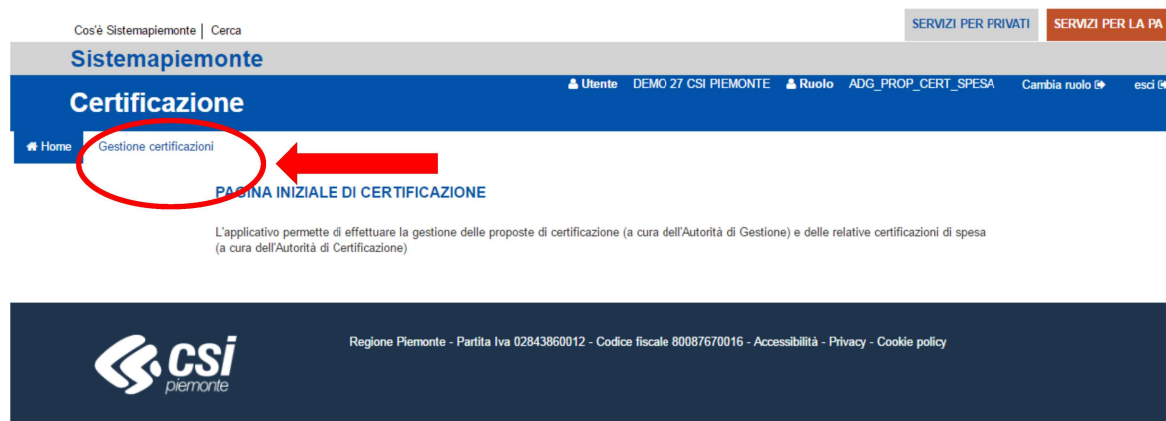 Cos'è Sistemapiemonte | Cerca
SERVIZI PER PRIVATI
SERVIZI PER LA PA
Sistemapiemonte
Certificazione
Utente DEMO 27 CSI PIEMONTE Ruolo ADG_PROP_CERT_SPESA Cambia ruolo esci
Home Gestione certificazioni
PAGINA INIZIALE DI CERTIFICAZIONE
L'applicativo permette di effettuare la gestione delle proposte di certificazione (a cura dell'Autorità di Gestione) e delle relative certificazioni di spesa
(a cura dell'Autorità di Certificazione)
csi
piemonte
Regione Piemonte - Partita Iva 02843860012 - Codice fiscale 80087670016 - Accessibilità - Privacy - Cookie policy